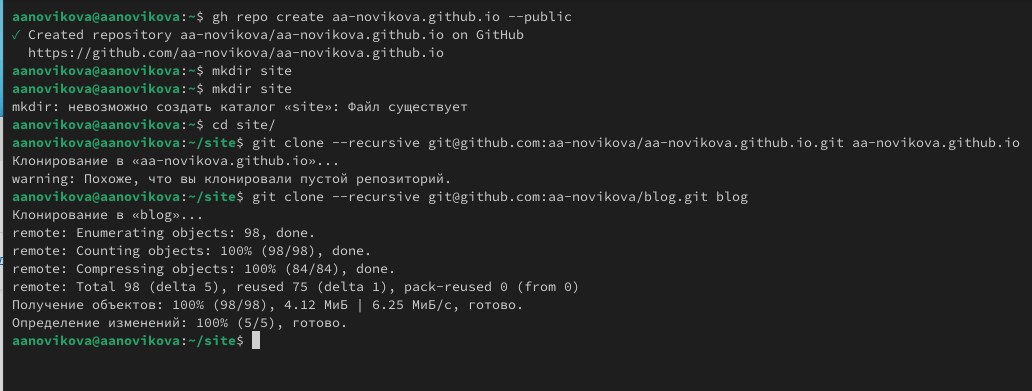 aanovikova@aanovikova:~$ gh repo create aa-novikova.github.io --public
✓ Created repository aa-novikova/aa-novikova.github.io on GitHub
  https://github.com/aa-novikova/aa-novikova.github.io
aanovikova@aanovikova:~$ mkdir site
aanovikova@aanovikova:~$ mkdir site
mkdir: невозможно создать каталог «site»: Файл существует
aanovikova@aanovikova:~$ cd site/
aanovikova@aanovikova:~/site$ git clone --recursive git@github.com:aa-novikova/aa-novikova.github.io.git aa-novikova.github.io
Клонирование в «aa-novikova.github.io»...
warning: Похоже, что вы клонировали пустой репозиторий.
aanovikova@aanovikova:~/site$ git clone --recursive git@github.com:aa-novikova/blog.git blog
Клонирование в «blog»...
remote: Enumerating objects: 98, done.
remote: Counting objects: 100% (98/98), done.
remote: Compressing objects: 100% (84/84), done.
remote: Total 98 (delta 5), reused 75 (delta 1), pack-reused 0 (from 0)
Получение объектов: 100% (98/98), 4.12 МиБ | 6.25 МиБ/с, готово.
Определение изменений: 100% (5/5), готово.
aanovikova@aanovikova:~/site$